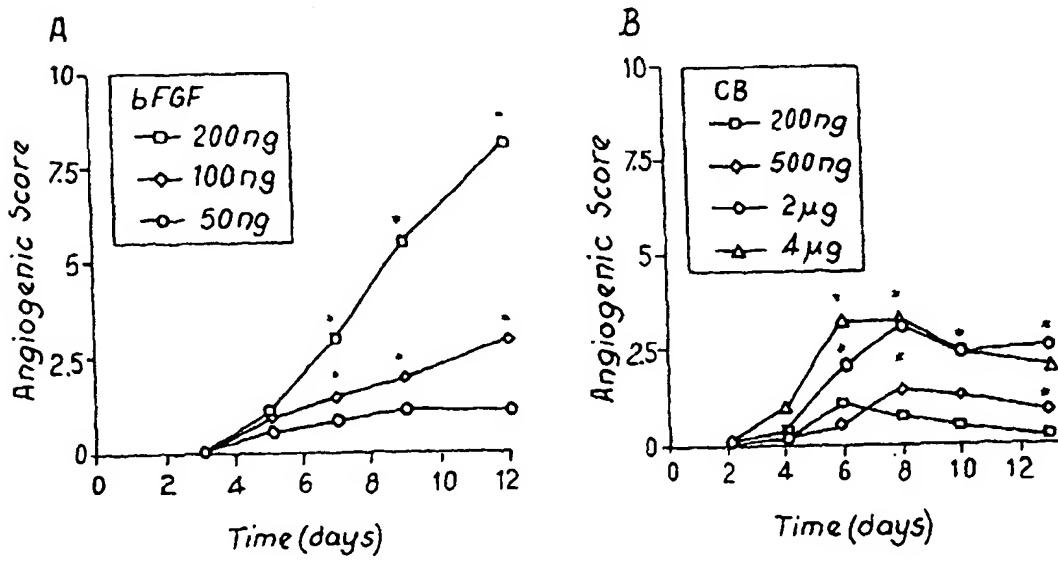 A
10
7.5
5
2.5
0
Angiogenic Score
bFGF
200ng
100ng
50ng
0 2 4 6 8 10 12
Time (days)
B
10
7.5
5
2.5
0
Angiogenic Score
CB
200ng
500ng
2μg
4μg
0 2 4 6 8 10 12
Time (days)